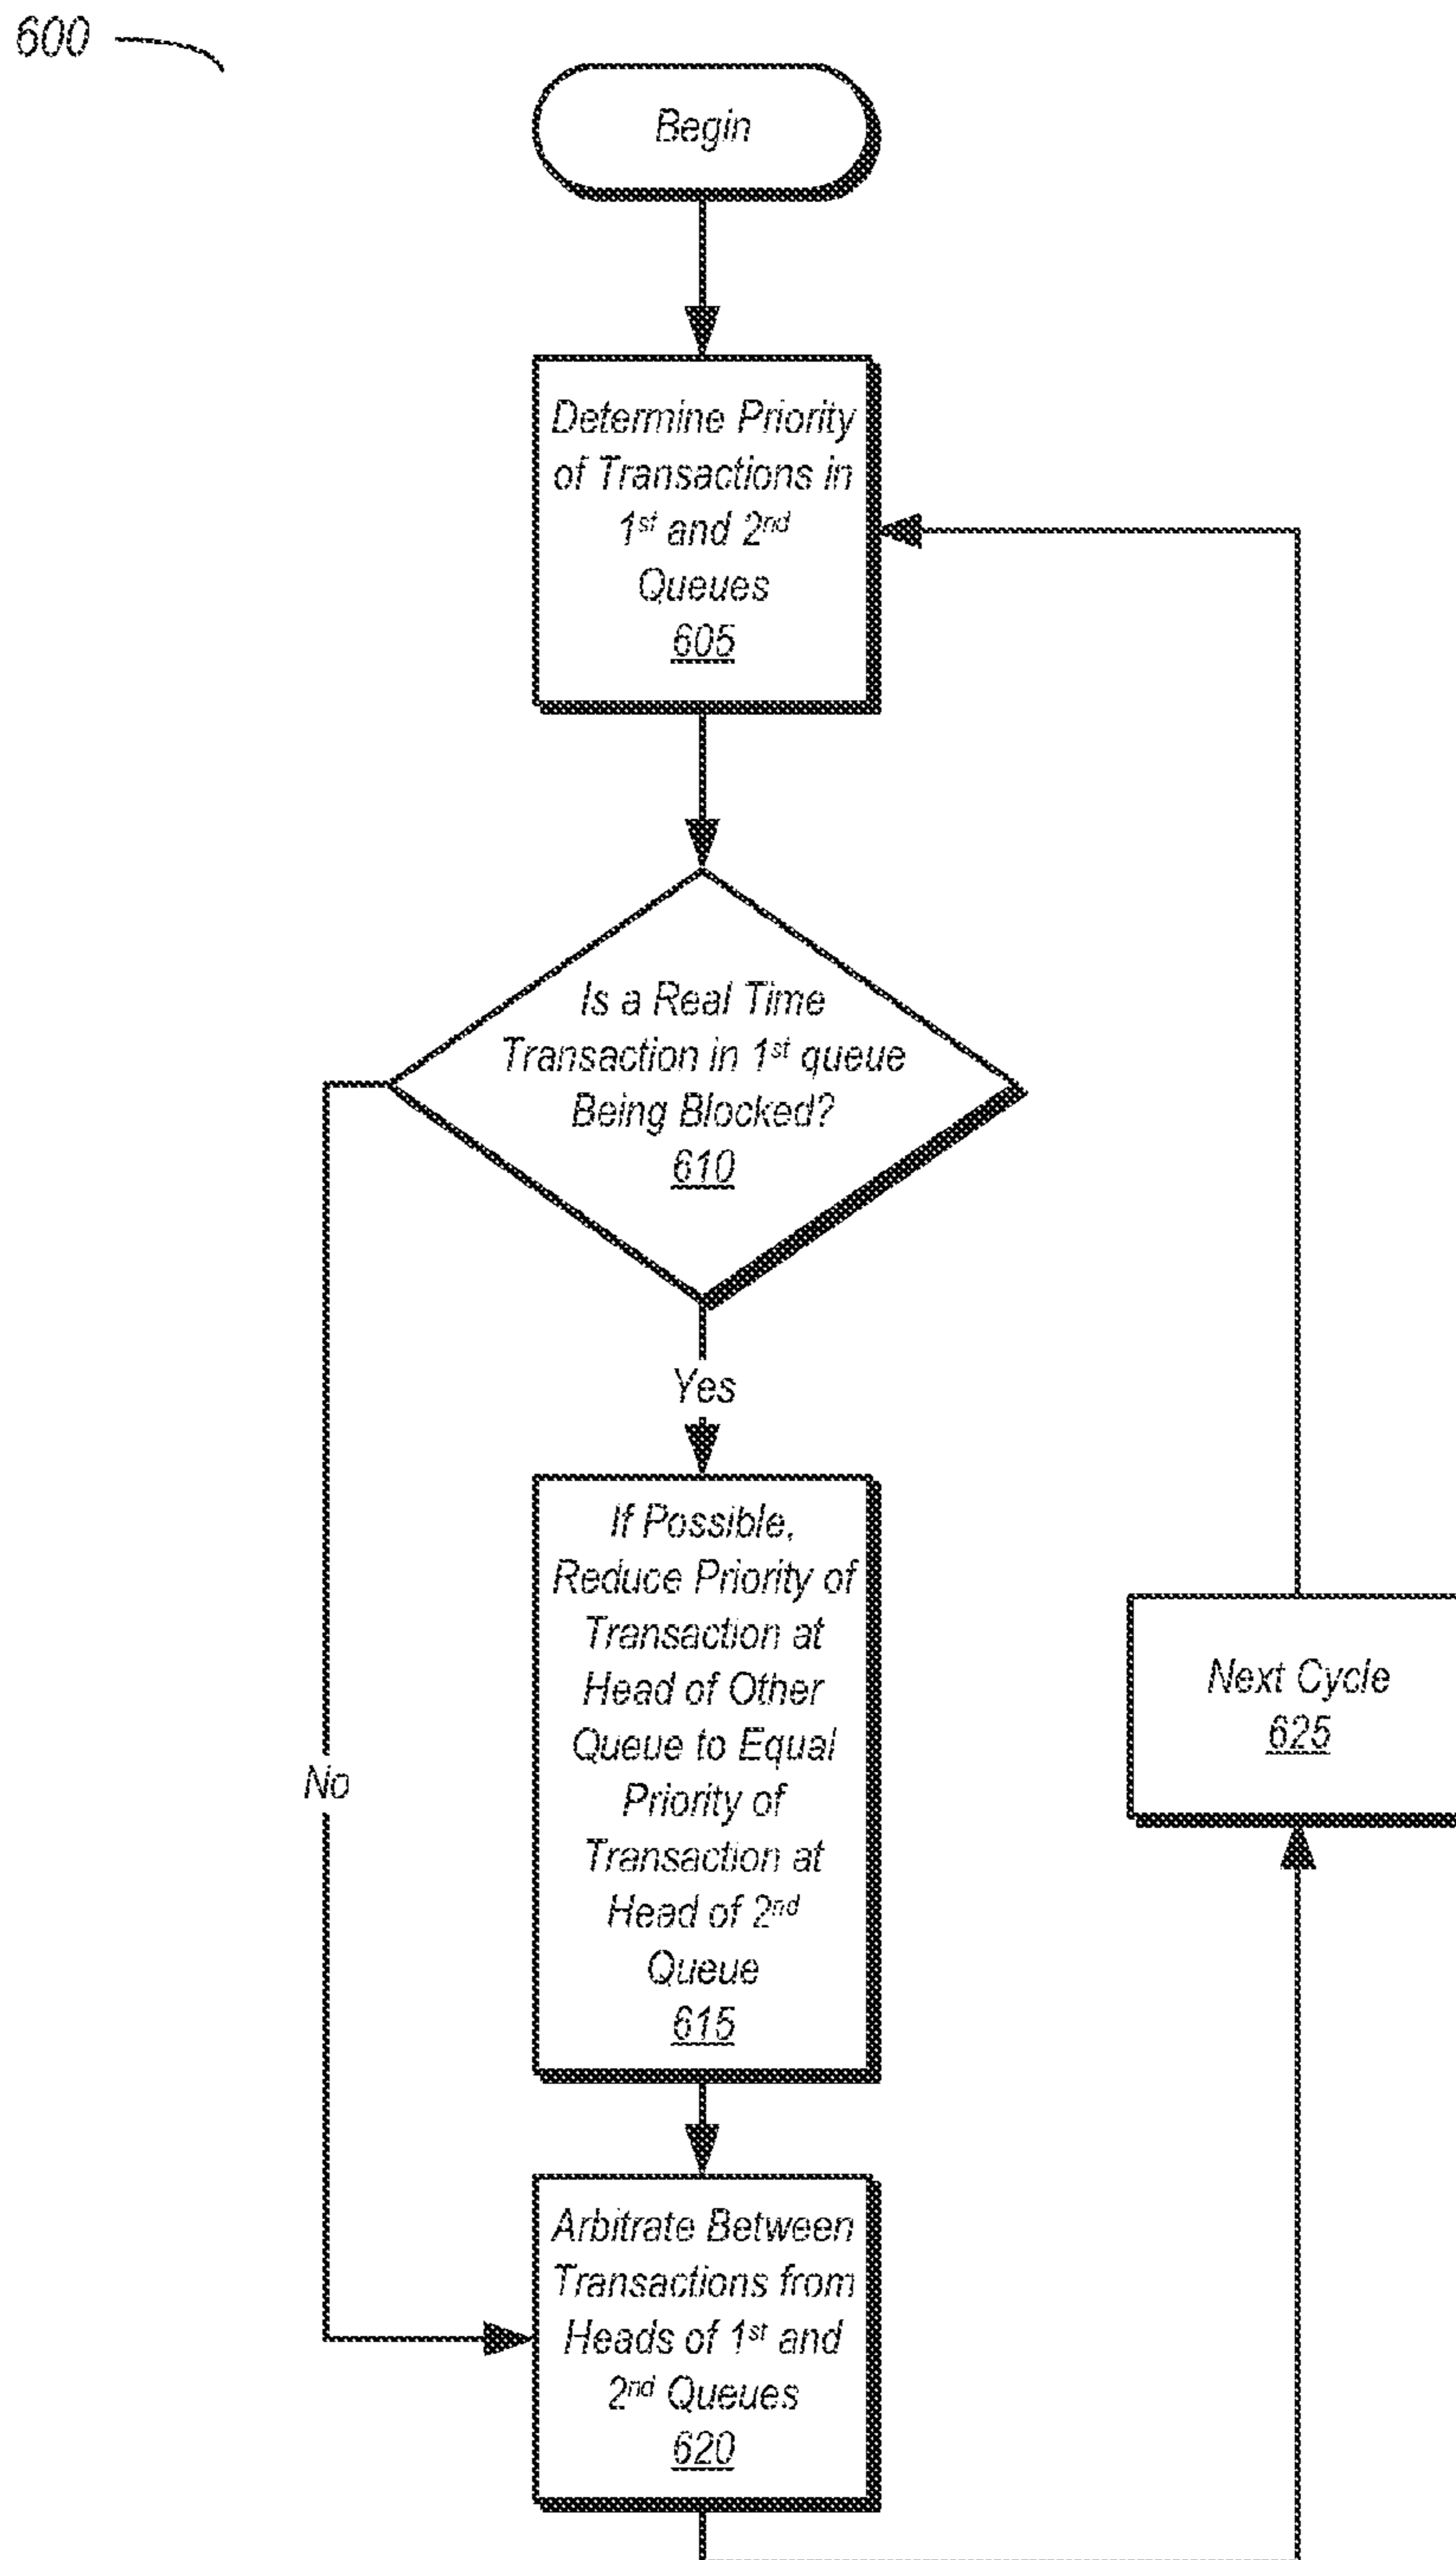 600
Begin
Determine Priority
of Transactions in
1st and 2nd
Queues
605
Is a Real Time
Transaction in 1st queue
Being Blocked?
610
Yes
If Possible,
Reduce Priority of
Transaction at
Head of Other
Queue to Equal
Priority of
Transaction at
Head of 2nd
Queue
615
Next Cycle
625
No
Arbitrate Between
Transactions from
Heads of 1st and
2nd Queues
620